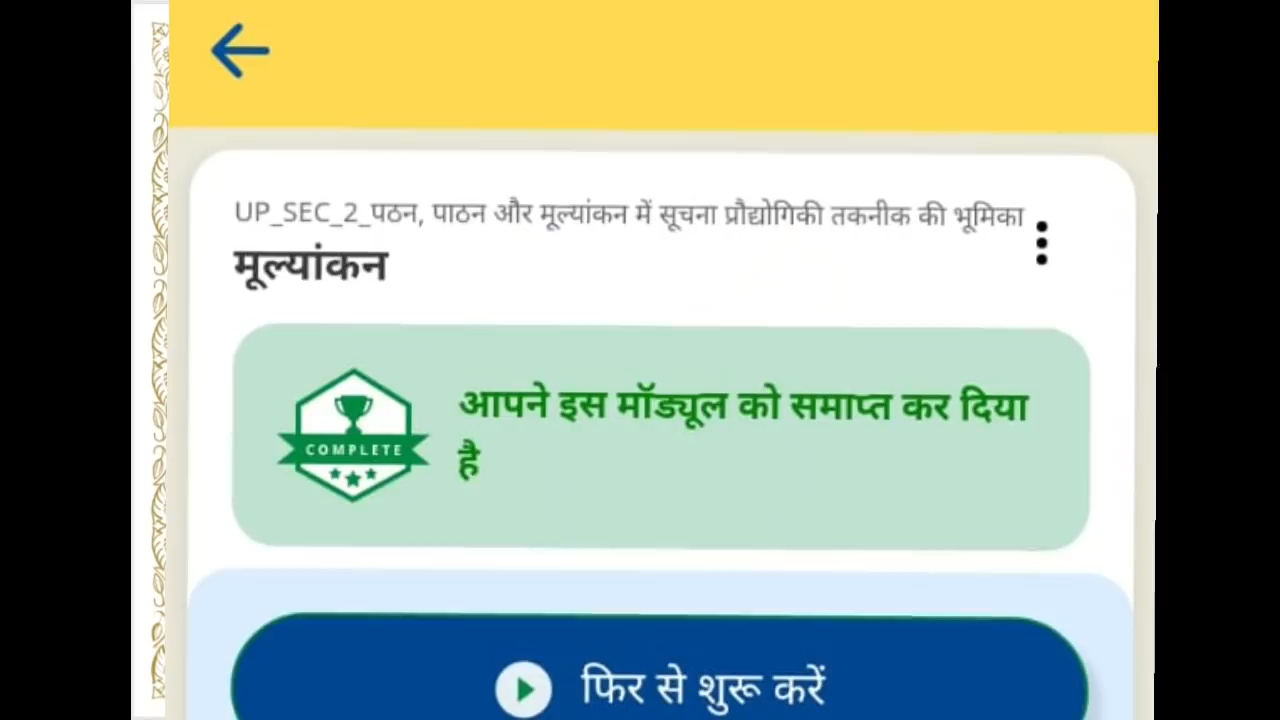 UP_SEC_2_पठन, पाठन और मूल्यांकन में सूचना प्रौद्योगिकी तकनीक की भूमिका
मूल्यांकन
COMPLETE
आपने इस मॉड्यूल को समाप्त कर दिया
है
फिर से शुरू करें